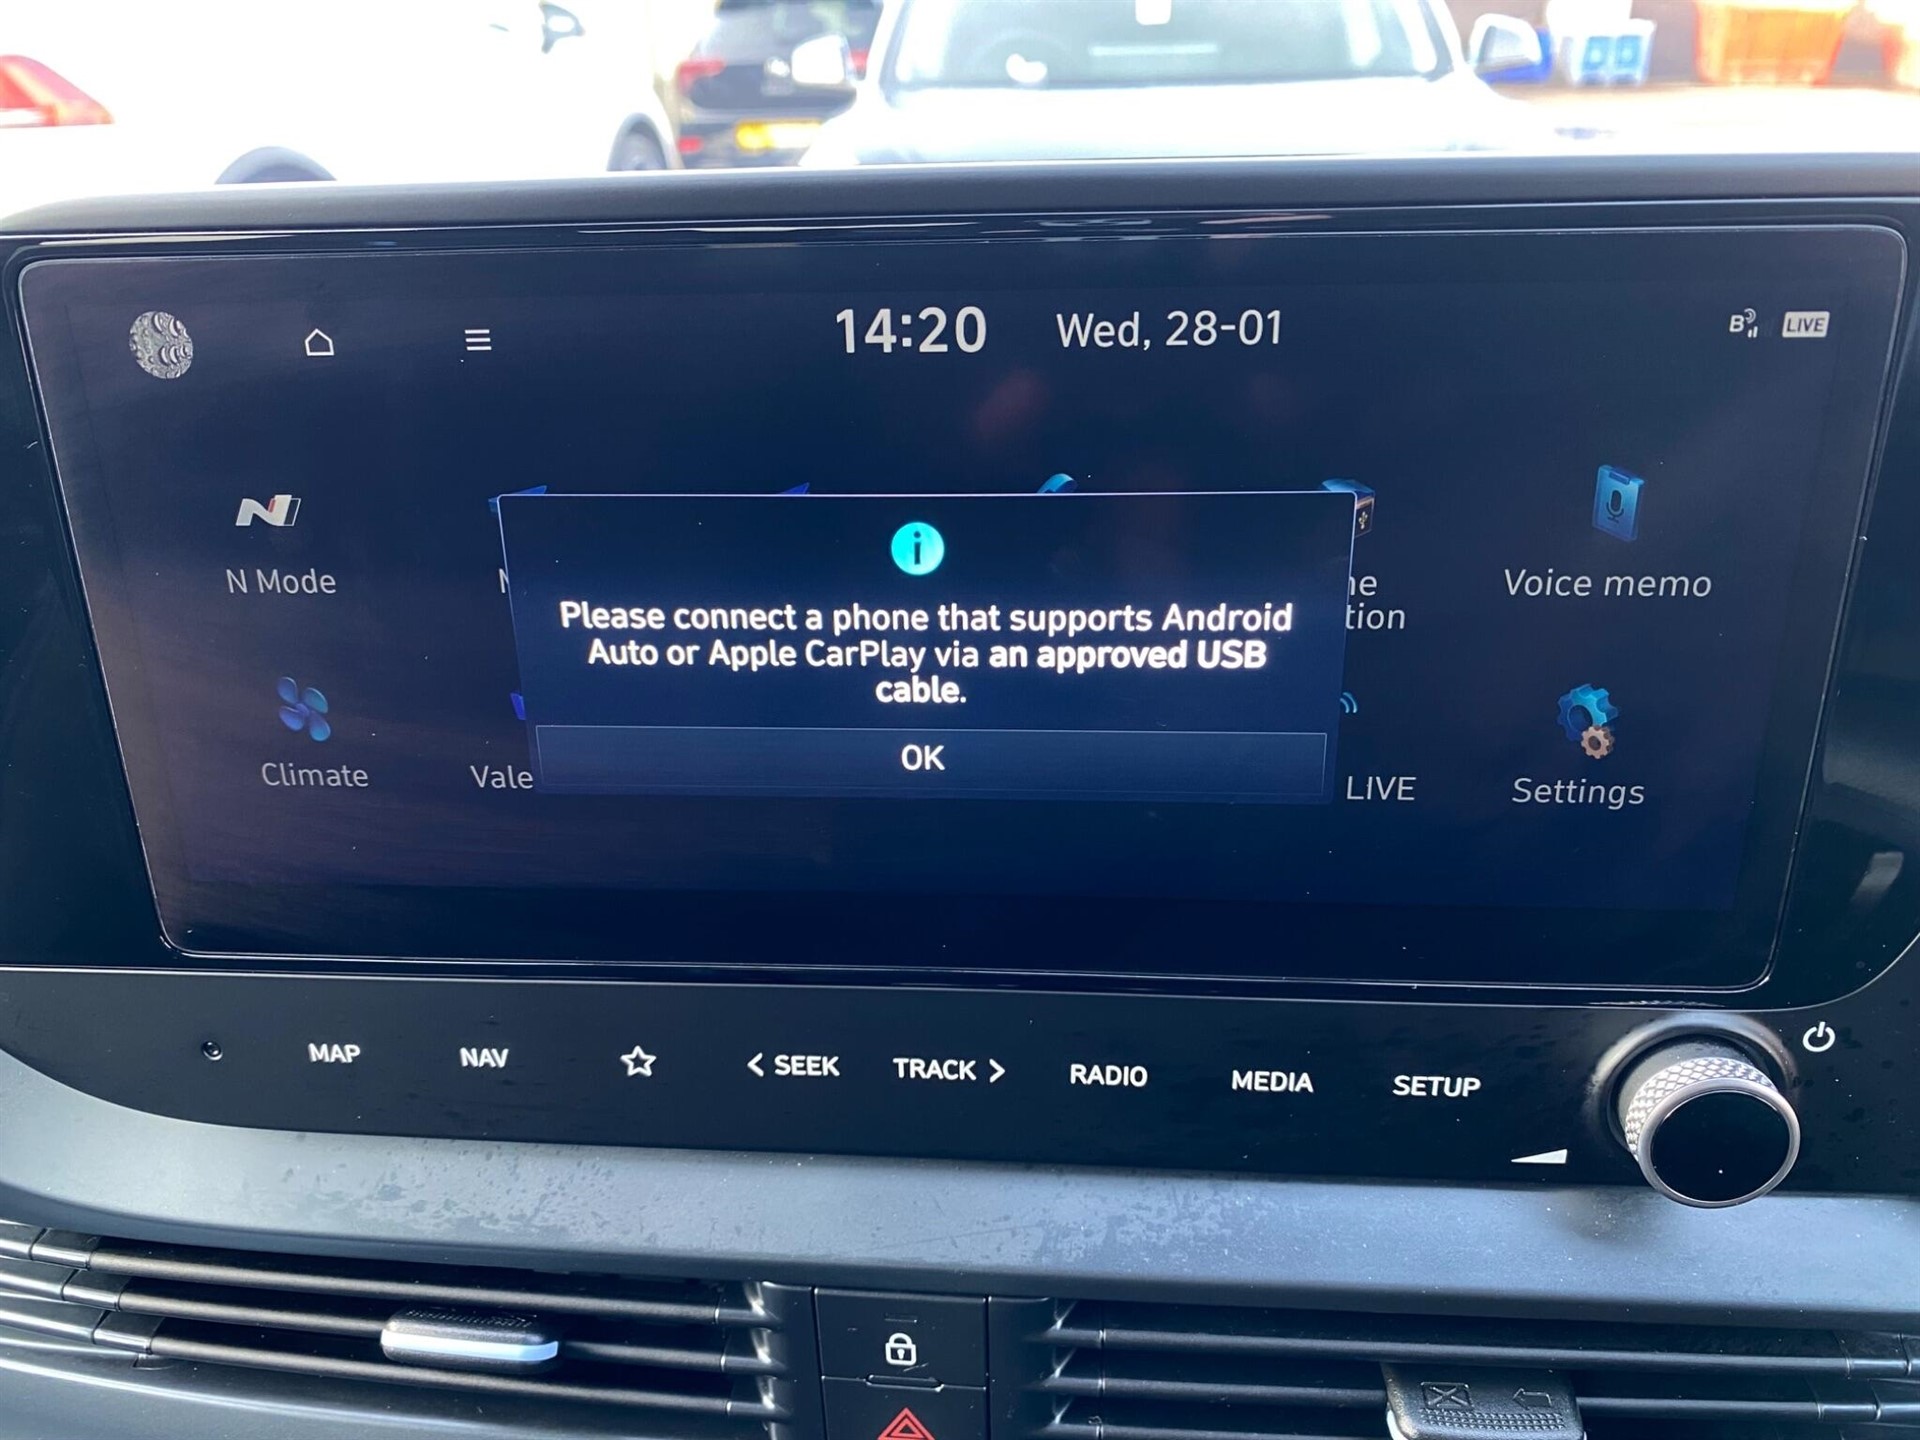 14:20 Wed, 28-01
B LIVE
N Mode
Voice memo
Please connect a phone that supports Android
Auto or Apple CarPlay via an approved USB
cable.
OK
Climate
LIVE
Settings
MAP NAV < SEEK TRACK > RADIO MEDIA SETUP